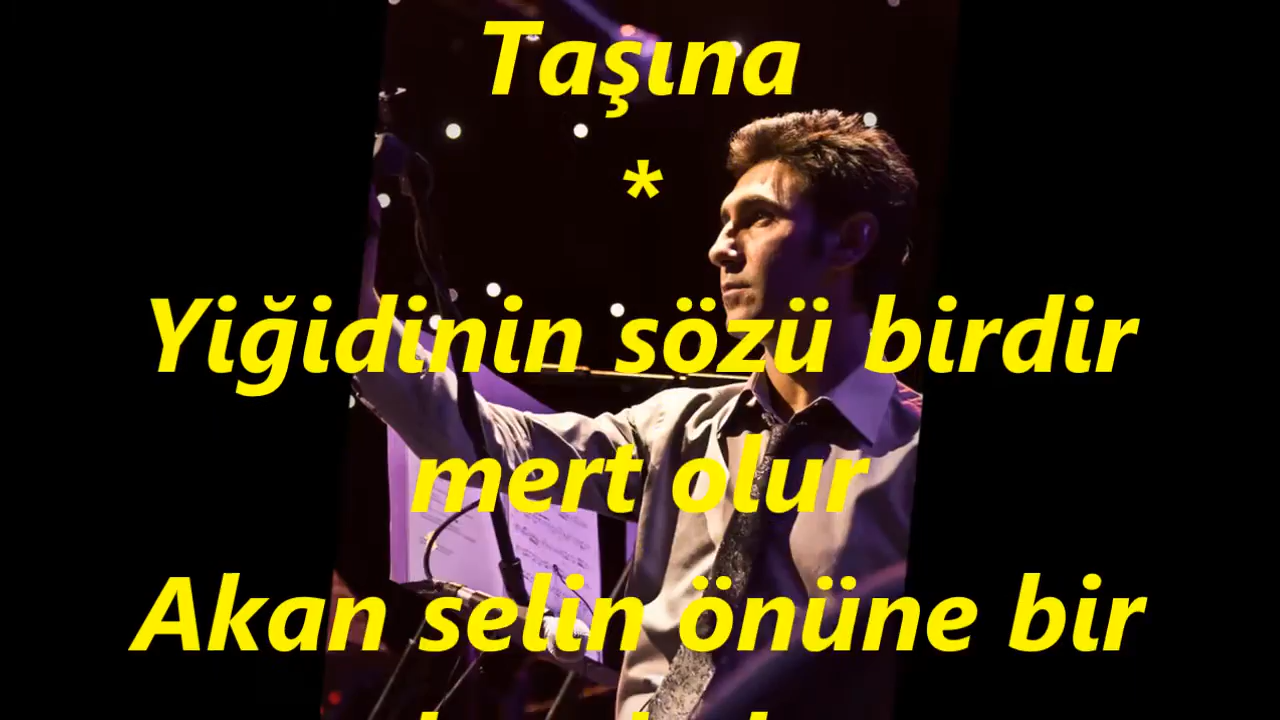 Taşına
*
Yiğidinin sözü birdir
mert olur
Akan selin önüne bir